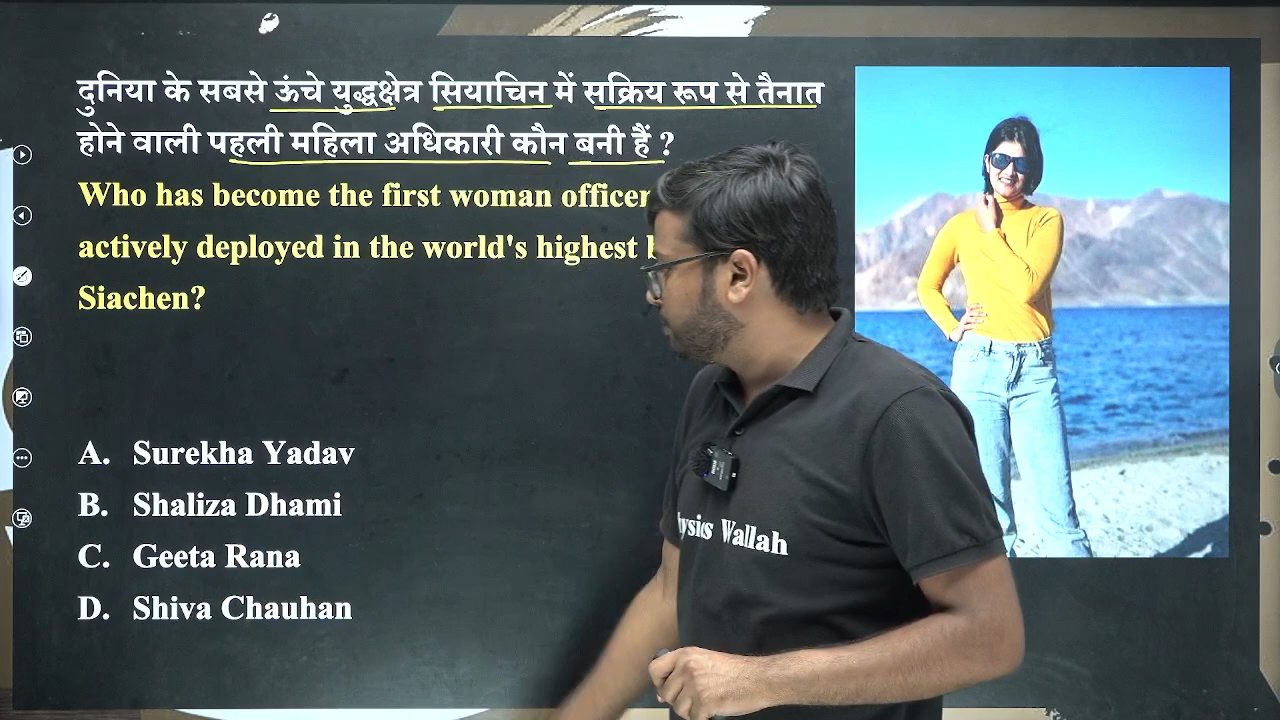 दुनिया के सबसे ऊंचे युद्धक्षेत्र सियाचिन में सक्रिय रूप से तैनात
होने वाली पहली महिला अधिकारी कौन बनी हैं ?
Who has become the first woman officer
actively deployed in the world's highest
Siachen?
A. Surekha Yadav
B. Shaliza Dhami
C. Geeta Rana
D. Shiva Chauhan
Wallah